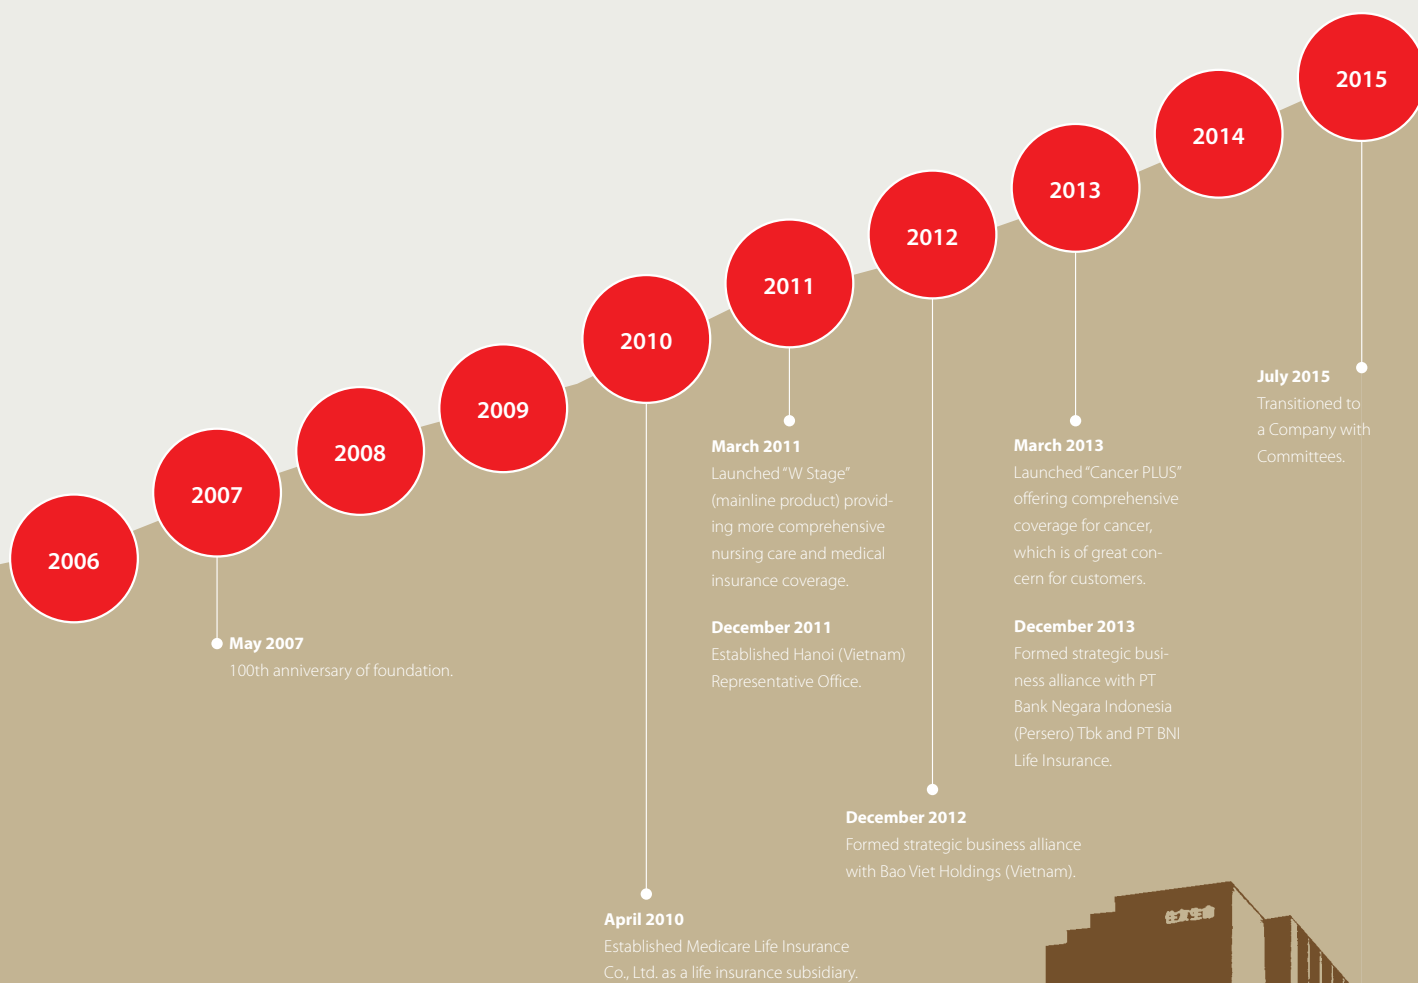 2006
2007
2008
2009
2010
2011
2012
2013
2014
2015
May 2007
100th anniversary of foundation.
April 2010
Established Medicare Life Insurance
Co., Ltd. as a life insurance subsidiary.
March 2011
Launched “W Stage”
(mainline product) provid-
ing more comprehensive
nursing care and medical
insurance coverage.
December 2011
Established Hanoi (Vietnam)
Representative Office.
December 2012
Formed strategic business alliance
with Bao Viet Holdings (Vietnam).
March 2013
Launched “Cancer PLUS”
offering comprehensive
coverage for cancer,
which is of great con-
cern for customers.
December 2013
Formed strategic busi-
ness alliance with PT
Bank Negara Indonesia
(Persero) Tbk and PT BNI
Life Insurance.
July 2015
Transitioned to
a Company with
Committees.
住友生命